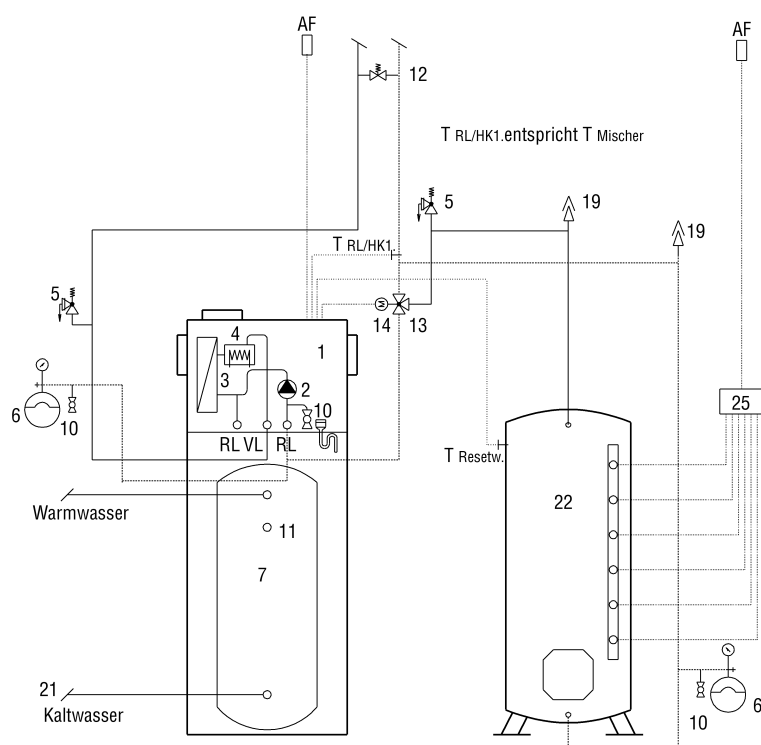 AF
AF
12
T RL/HK1.entspricht T Mischer
5
19
19
T RL/HK1.
5
14
13
4
1
3
2
10
6
10
RL VL RL
25
T Resetw.
Warmwasser
11
22
7
21
Kaltwasser
10
6